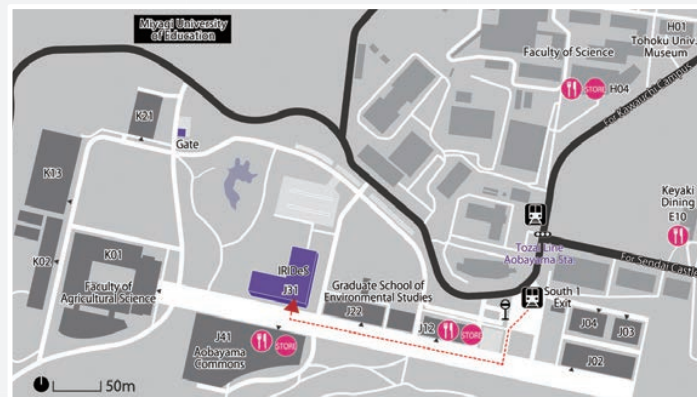 Miyagi University
of Education
H01
Tohoku Univ.
Museum
Faculty of Science
STORE
H04
For Kawauchi Campus
K21
Gate
K13
Keyaki
Dining
E10
Tozai Line
Aobayama Sta.
For Sendai Castle
K02
K01
Faculty of
Agricultural Science
IRIDeS
J31
Graduate School of
Environmental Studies
J22
South 1
Exit
J12
STORE
J04
J03
J02
J41
Aobayama
Commons
STORE
50m